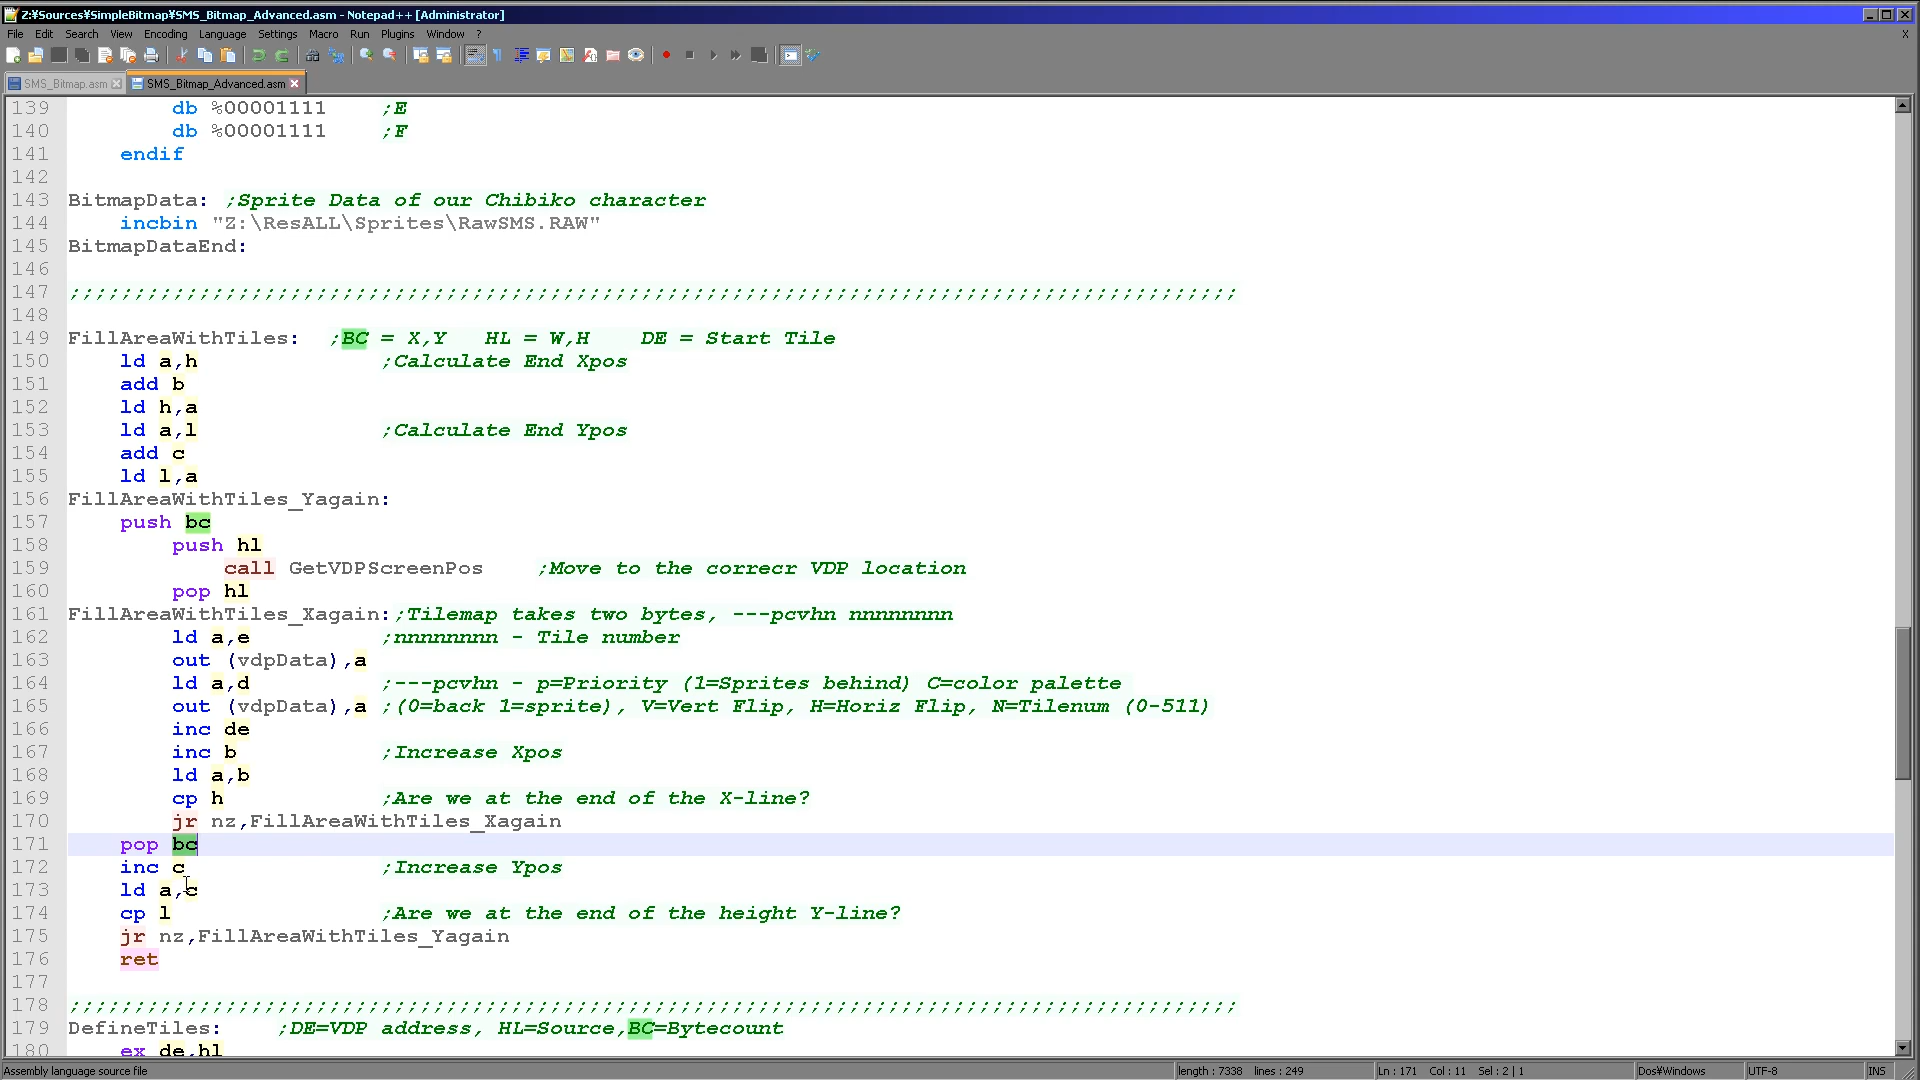 Z:¥Sources¥SimpleBitmap¥SMS_Bitmap_Advanced.asm - Notepad++ [Administrator]
File Edit Search View Encoding Language Settings Macro Run Plugins Window ? X
SMS_Bitmap.asm SMS_Bitmap_Advanced.asm
139 db %00001111 ;E
140 db %00001111 ;F
141 endif
142
143 BitmapData: ;Sprite Data of our Chibiko character
144 incbin "Z:\ResALL\Sprites\RawSMS.RAW"
145 BitmapDataEnd:
146
147 ;;;;;;;;;;;;;;;;;;;;;;;;;;;;;;;;;;;;;;;;;;;;;;;;;;;;;;;;;;;;;;;;;;;;;;;;;;;;;;;;;;;;;;;;;;
148
149 FillAreaWithTiles: ;BC = X,Y HL = W,H DE = Start Tile
150 ld a,h ;Calculate End Xpos
151 add b
152 ld h,a
153 ld a,l ;Calculate End Ypos
154 add c
155 ld l,a
156 FillAreaWithTiles_Yagain:
157 push bc
158 push hl
159 call GetVDPScreenPos ;Move to the correcr VDP location
160 pop hl
161 FillAreaWithTiles_Xagain:;Tilemap takes two bytes, ---pcvhn nnnnnnnn
162 ld a,e ;nnnnnnnn - Tile number
163 out (vdpData),a
164 ld a,d ;---pcvhn - p=Priority (1=Sprites behind) C=color palette
165 out (vdpData),a ;(0=back 1=sprite), V=Vert Flip, H=Horiz Flip, N=Tilenum (0-511)
166 inc de
167 inc b ;Increase Xpos
168 ld a,b
169 cp h ;Are we at the end of the X-line?
170 jr nz,FillAreaWithTiles_Xagain
171 pop bc
172 inc c ;Increase Ypos
173 ld a,c
174 cp l ;Are we at the end of the height Y-line?
175 jr nz,FillAreaWithTiles_Yagain
176 ret
177
178 ;;;;;;;;;;;;;;;;;;;;;;;;;;;;;;;;;;;;;;;;;;;;;;;;;;;;;;;;;;;;;;;;;;;;;;;;;;;;;;;;;;;;;;;;;;
179 DefineTiles: ;DE=VDP address, HL=Source,BC=Bytecount
180 ex de,hl
Assembly language source file length : 7338 lines : 249 Ln : 171 Col : 11 Sel : 2 | 1 Dos¥Windows UTF-8 INS